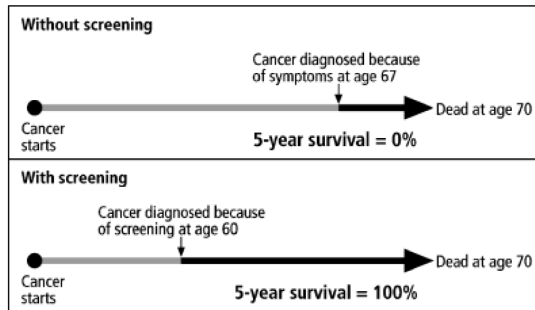 Without screening
Cancer diagnosed because
of symptoms at age 67
Dead at age 70
Cancer
starts
5-year survival = 0%
With screening
Cancer diagnosed because
of screening at age 60
Dead at age 70
Cancer
starts
5-year survival = 100%